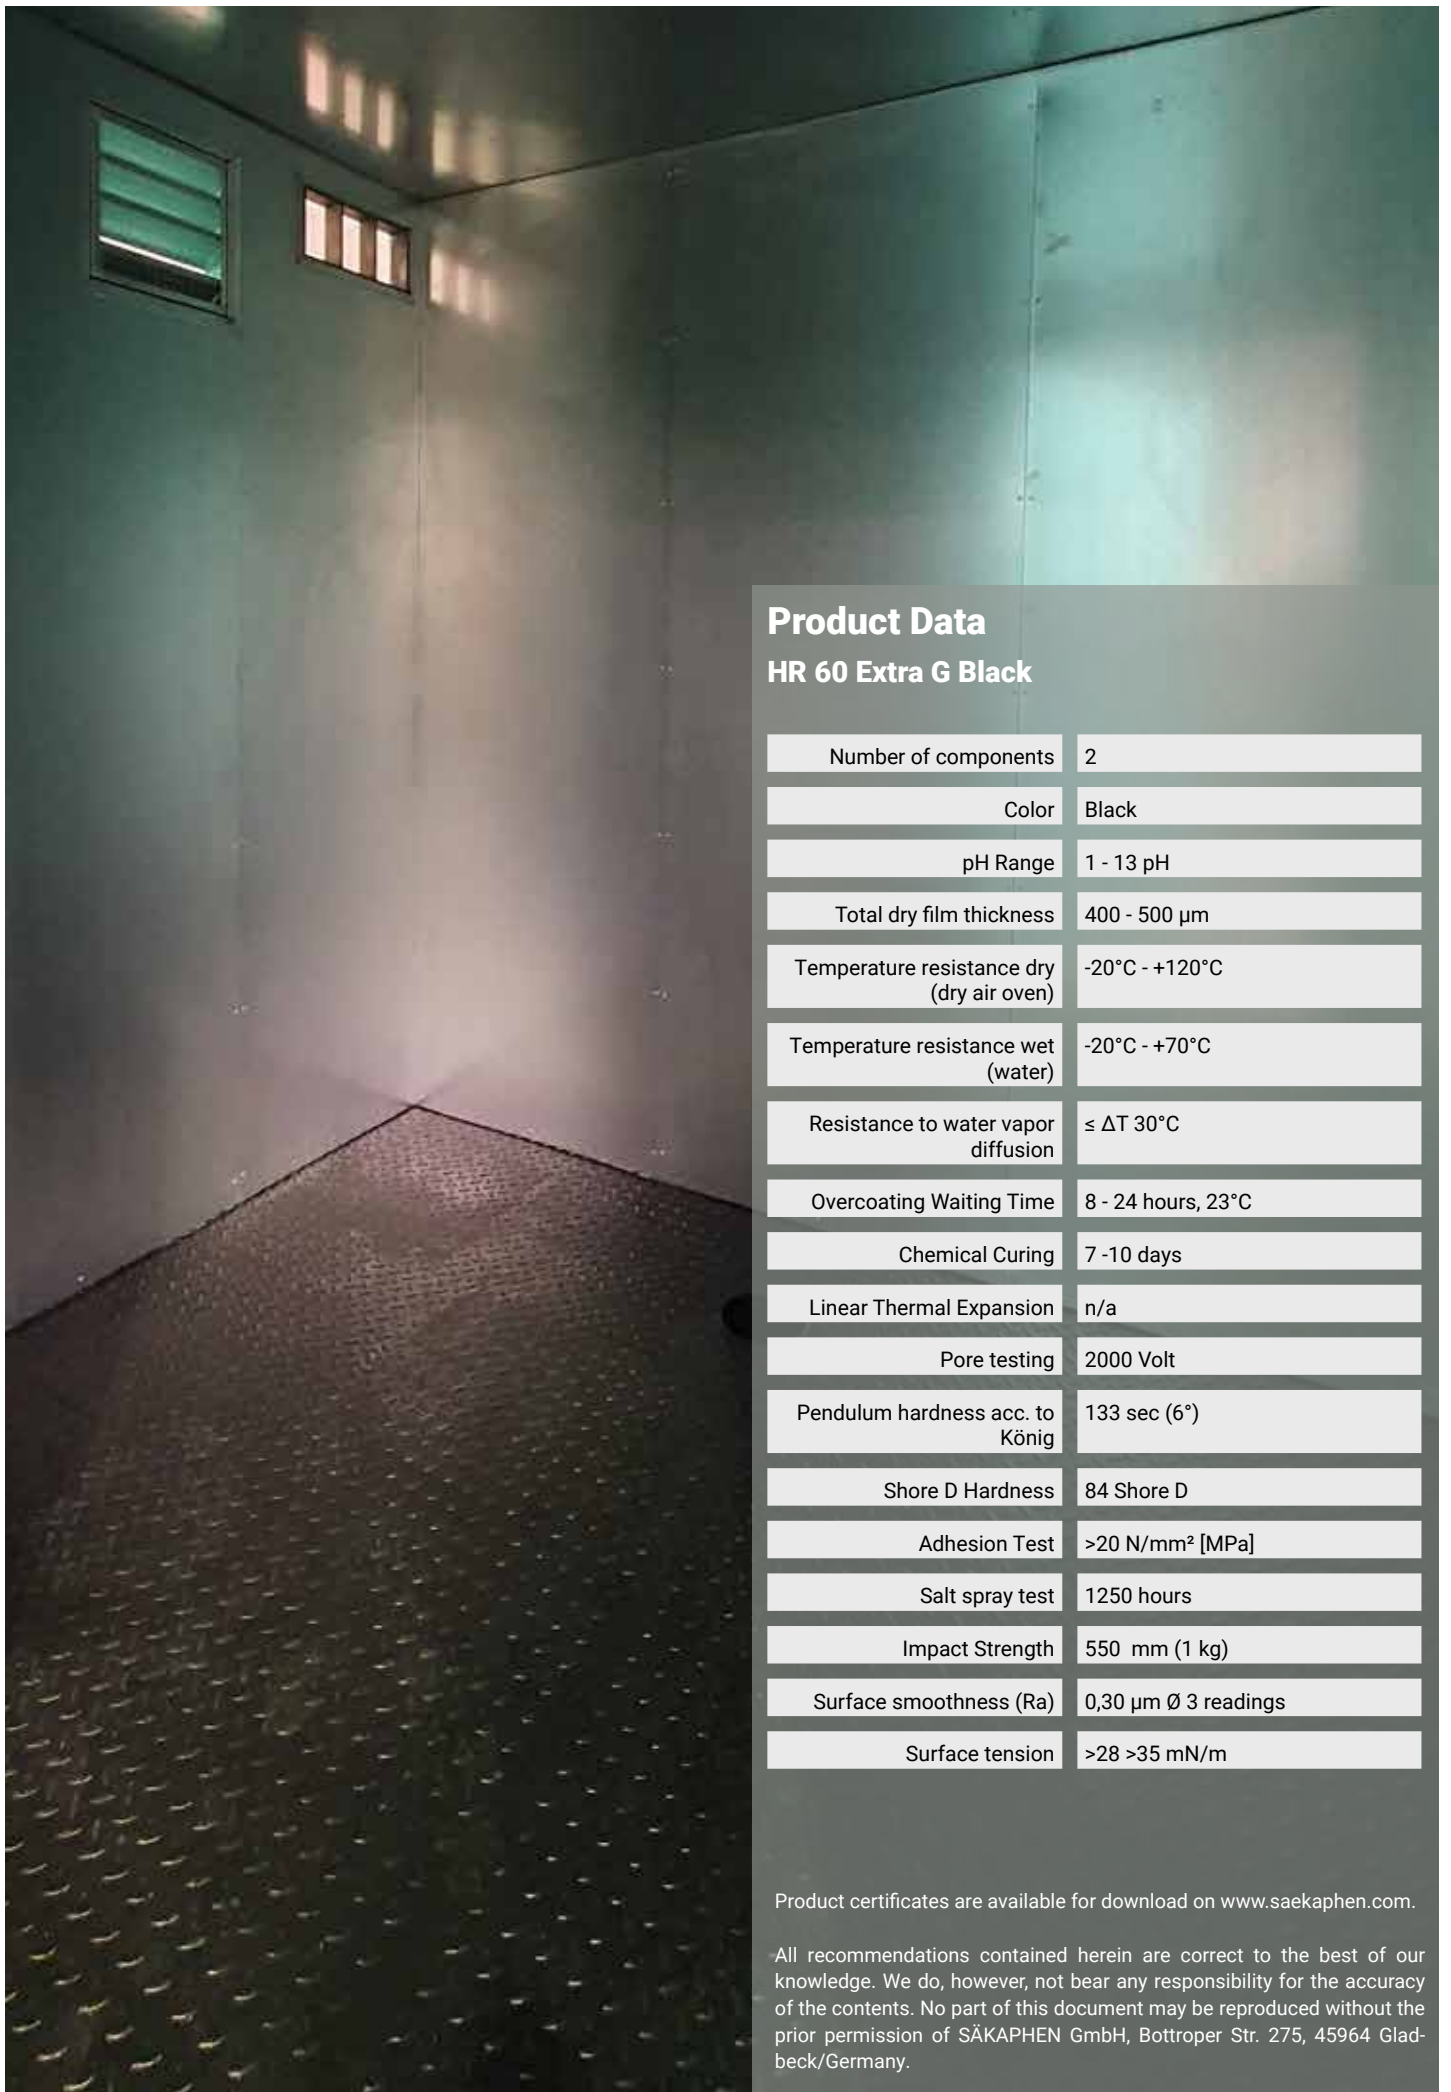 Product Data
HR 60 Extra G Black
Number of components 2
Color Black
pH Range 1 - 13 pH
Total dry film thickness 400 - 500 µm
Temperature resistance dry -20°C - +120°C
(dry air oven)
Temperature resistance wet -20°C - +70°C
(water)
Resistance to water vapor ≤ ΔT 30°C
diffusion
Overcoating Waiting Time 8 - 24 hours, 23°C
Chemical Curing 7 -10 days
Linear Thermal Expansion n/a
Pore testing 2000 Volt
Pendulum hardness acc. to 133 sec (6°)
König
Shore D Hardness 84 Shore D
Adhesion Test >20 N/mm² [MPa]
Salt spray test 1250 hours
Impact Strength 550  mm (1 kg)
Surface smoothness (Ra) 0,30 µm Ø 3 readings
Surface tension >28 >35 mN/m
Product certificates are available for download on www.saekaphen.com.
All recommendations contained herein are correct to the best of our
knowledge. We do, however, not bear any responsibility for the accuracy
of the contents. No part of this document may be reproduced without the
prior permission of SÄKAPHEN GmbH, Bottroper Str. 275, 45964 Glad-
beck/Germany.